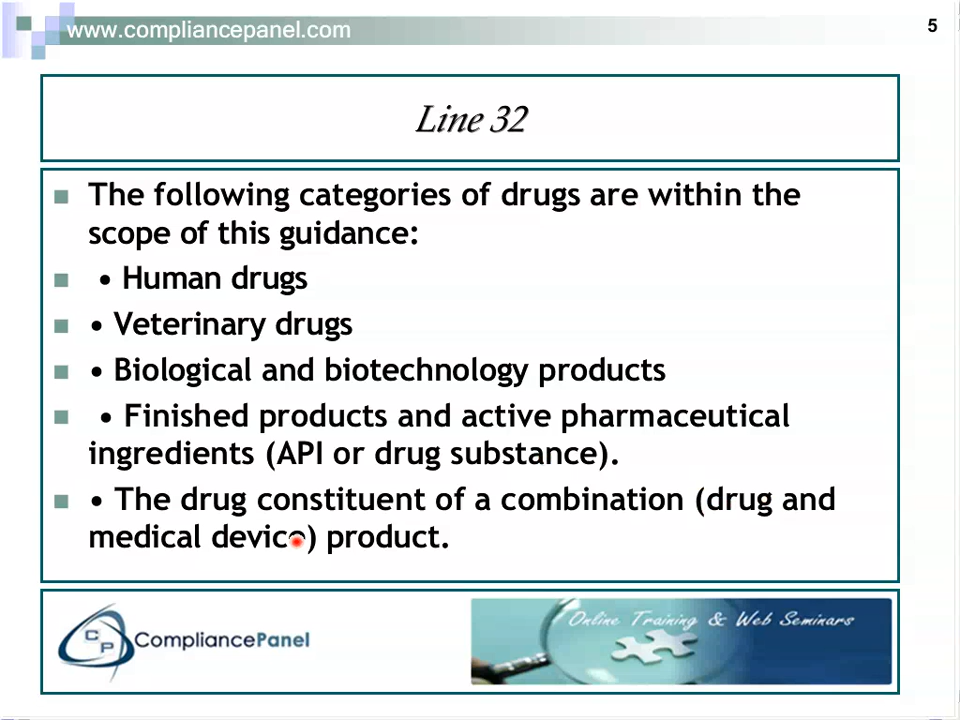 www.compliancepanel.com
5
Line 32
The following categories of drugs are within the
scope of this guidance:
• Human drugs
• Veterinary drugs
• Biological and biotechnology products
• Finished products and active pharmaceutical
ingredients (API or drug substance).
• The drug constituent of a combination (drug and
medical device) product.
CP CompliancePanel
Online Training & Web Seminars